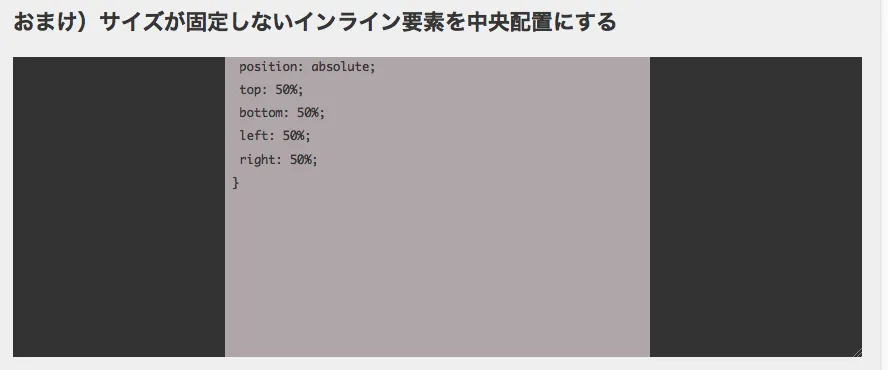 おまけ）サイズが固定しないインライン要素を中央配置にする
position: absolute;
top: 50%;
bottom: 50%;
left: 50%;
right: 50%;
}